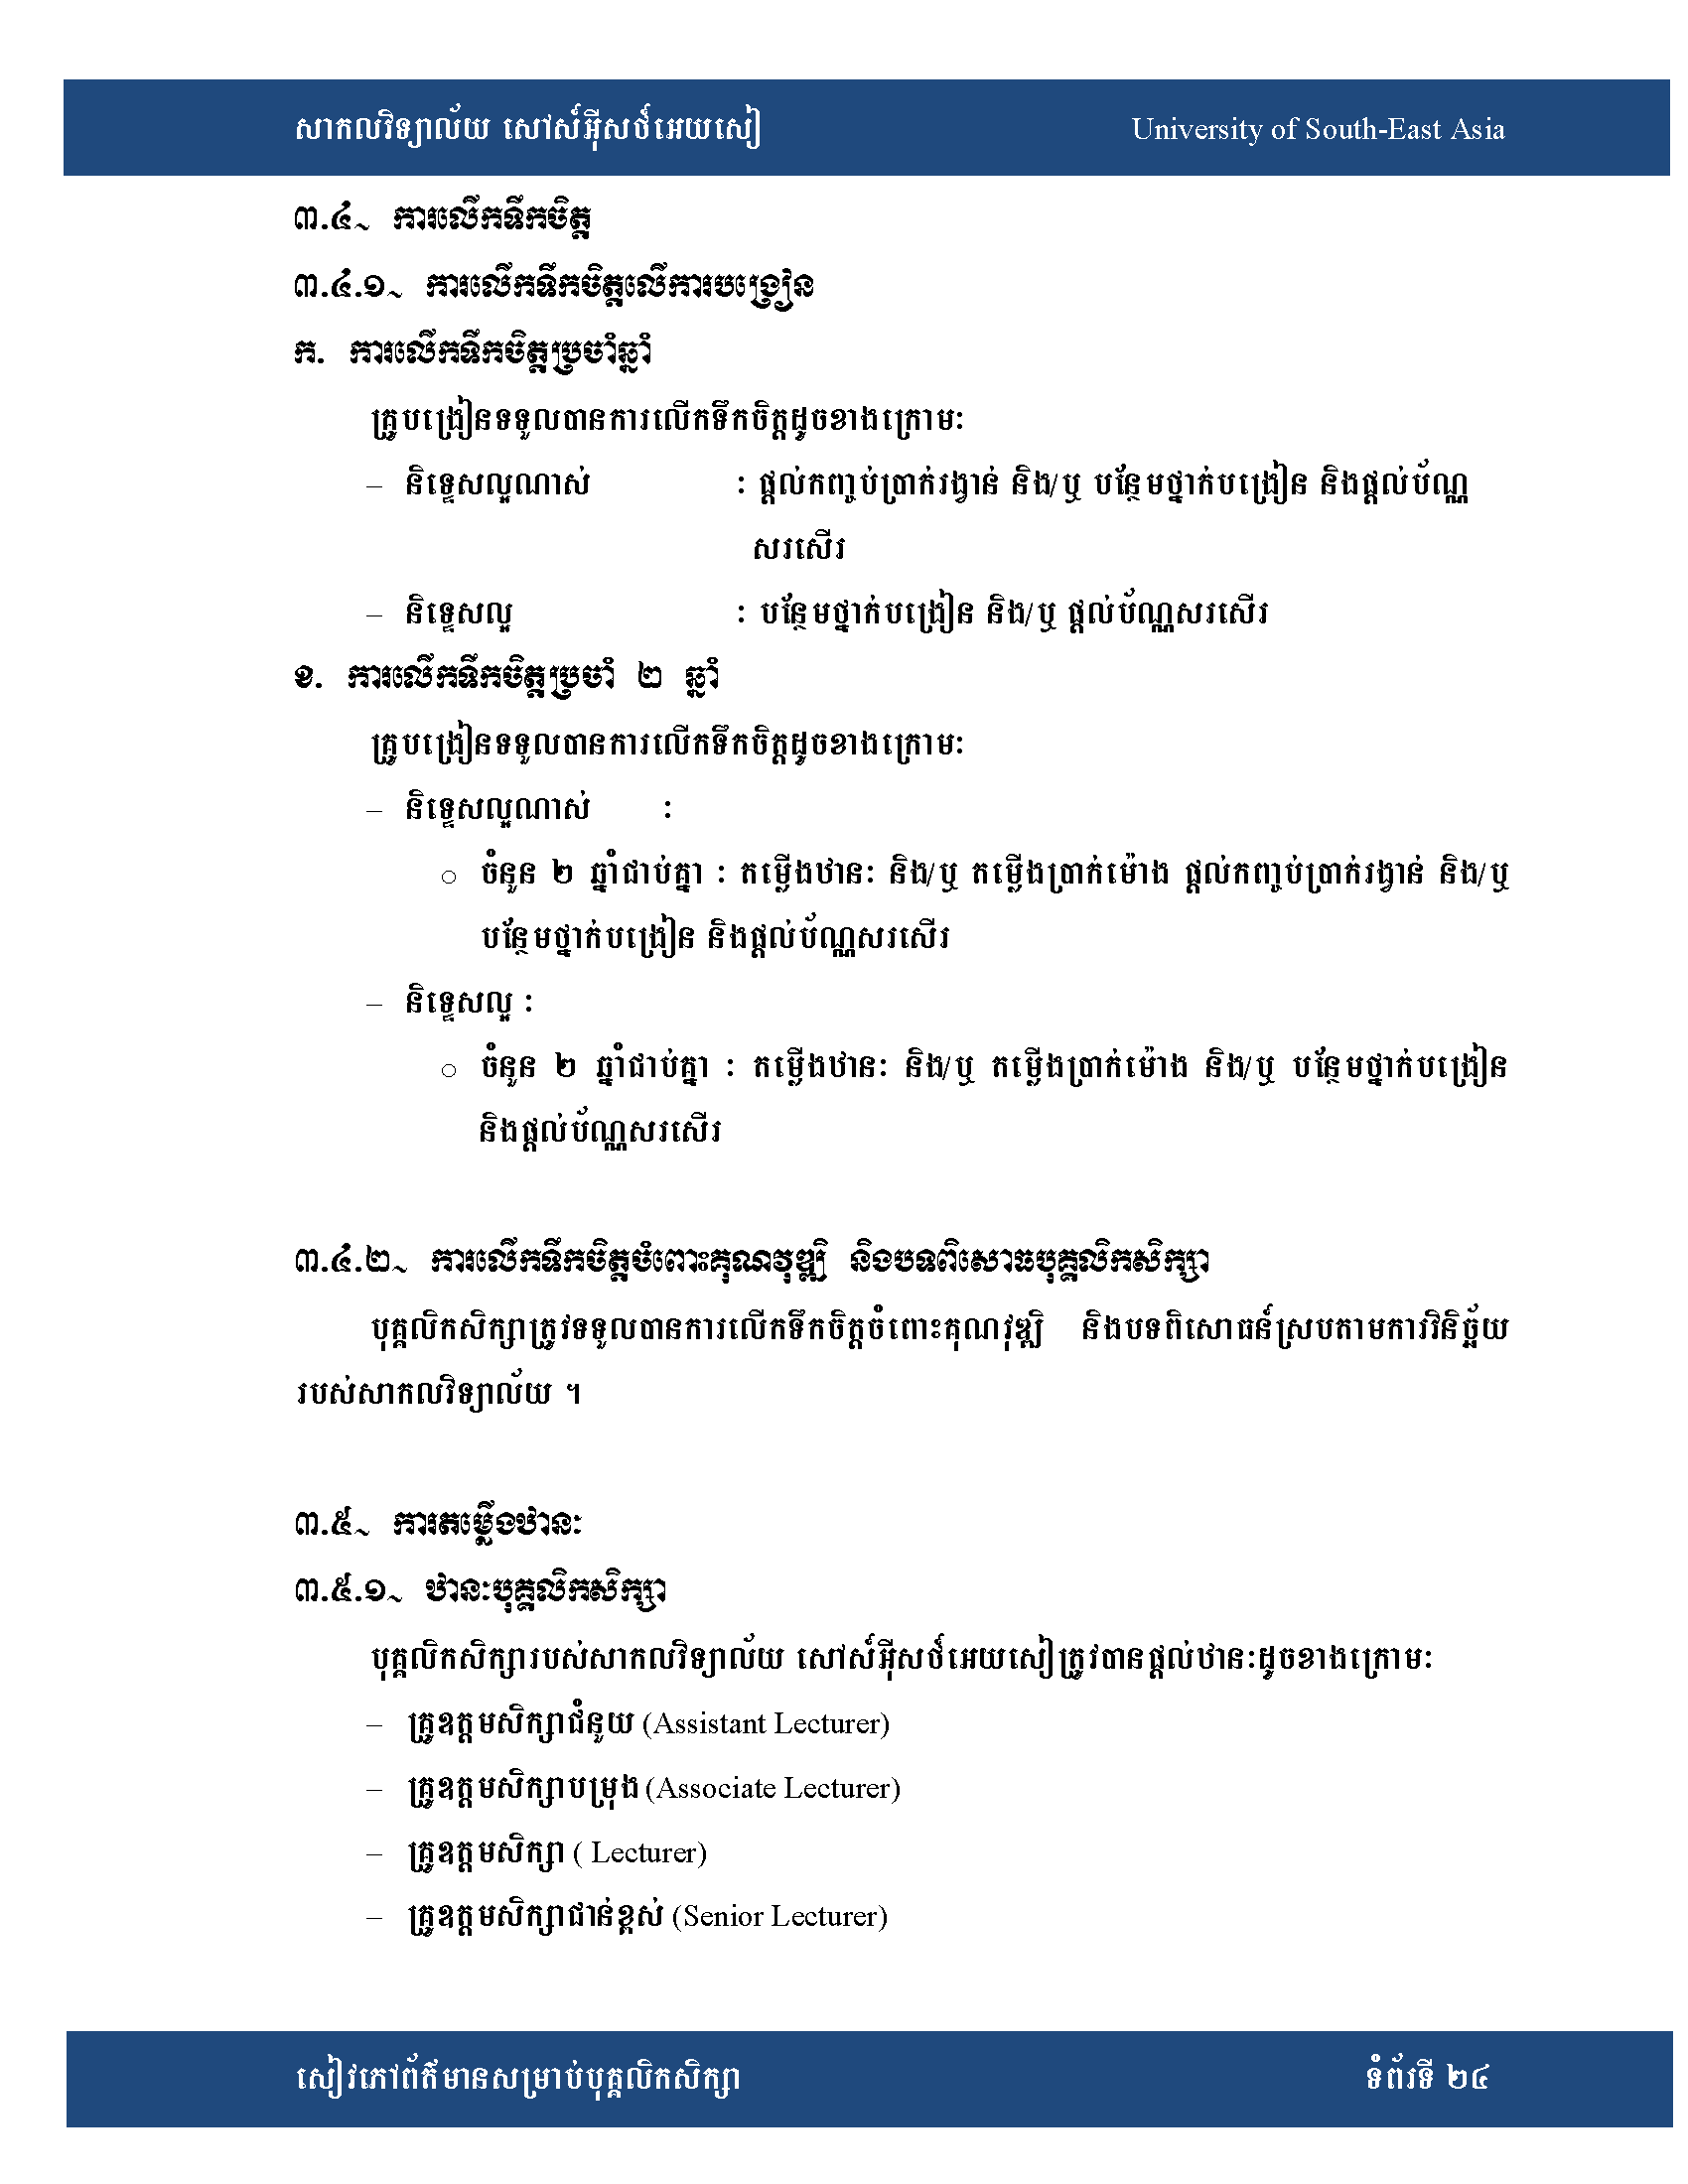 សាកលវិទ្យាល័យ សៅស៍អ៊ីសថ៍អេយសៀ University of South-East Asia
៣.៤~ ការលើកទឹកចិត្ត
៣.៤.១~ ការលើកទឹកចិត្តលើការបង្រៀន
ក. ការលើកទឹកចិត្តប្រចាំឆ្នាំ
គ្រូបង្រៀនទទួលបានការលើកទឹកចិត្តដូចខាងក្រោមៈ
– និទ្ទេសល្អណាស់ : ផ្តល់កញ្ចប់ប្រាក់រង្វាន់ និង/ឬ បន្ថែមថ្នាក់បង្រៀន និងផ្តល់ប័ណ្ណ
សរសើរ
– និទ្ទេសល្អ : បន្ថែមថ្នាក់បង្រៀន និង/ឬ ផ្តល់ប័ណ្ណសរសើរ
ខ. ការលើកទឹកចិត្តប្រចាំ ២ ឆ្នាំ
គ្រូបង្រៀនទទួលបានការលើកទឹកចិត្តដូចខាងក្រោមៈ
– និទ្ទេសល្អណាស់ :
o ចំនួន ២ ឆ្នាំជាប់គ្នា : តម្លើងឋានៈ និង/ឬ តម្លើងប្រាក់ម៉ោង ផ្តល់កញ្ចប់ប្រាក់រង្វាន់ និង/ឬ
បន្ថែមថ្នាក់បង្រៀន និងផ្តល់ប័ណ្ណសរសើរ
– និទ្ទេសល្អ :
o ចំនួន ២ ឆ្នាំជាប់គ្នា : តម្លើងឋានៈ និង/ឬ តម្លើងប្រាក់ម៉ោង និង/ឬ បន្ថែមថ្នាក់បង្រៀន
និងផ្តល់ប័ណ្ណសរសើរ
៣.៤.២~ ការលើកទឹកចិត្តចំពោះគុណវុឌ្ឍិ និងបទពិសោធបុគ្គលិកសិក្សា
បុគ្គលិកសិក្សាត្រូវទទួលបានការលើកទឹកចិត្តចំពោះគុណវុឌ្ឍិ និងបទពិសោធន៍ស្របតាមការវិនិច្ឆ័យ
របស់សាកលវិទ្យាល័យ ។
៣.៥~ ការតម្លើងឋានៈ
៣.៥.១~ ឋានៈបុគ្គលិកសិក្សា
បុគ្គលិកសិក្សារបស់សាកលវិទ្យាល័យ សៅស៍អ៊ីសថ៍អេយសៀត្រូវបានផ្តល់ឋានៈដូចខាងក្រោមៈ
– គ្រូឧត្តមសិក្សាជំនួយ (Assistant Lecturer)
– គ្រូឧត្តមសិក្សាបម្រុង (Associate Lecturer)
– គ្រូឧត្តមសិក្សា ( Lecturer)
– គ្រូឧត្តមសិក្សាជាន់ខ្ពស់ (Senior Lecturer)
សៀវភៅព័ត៌មានសម្រាប់បុគ្គលិកសិក្សា ទំព័រទី ២៤